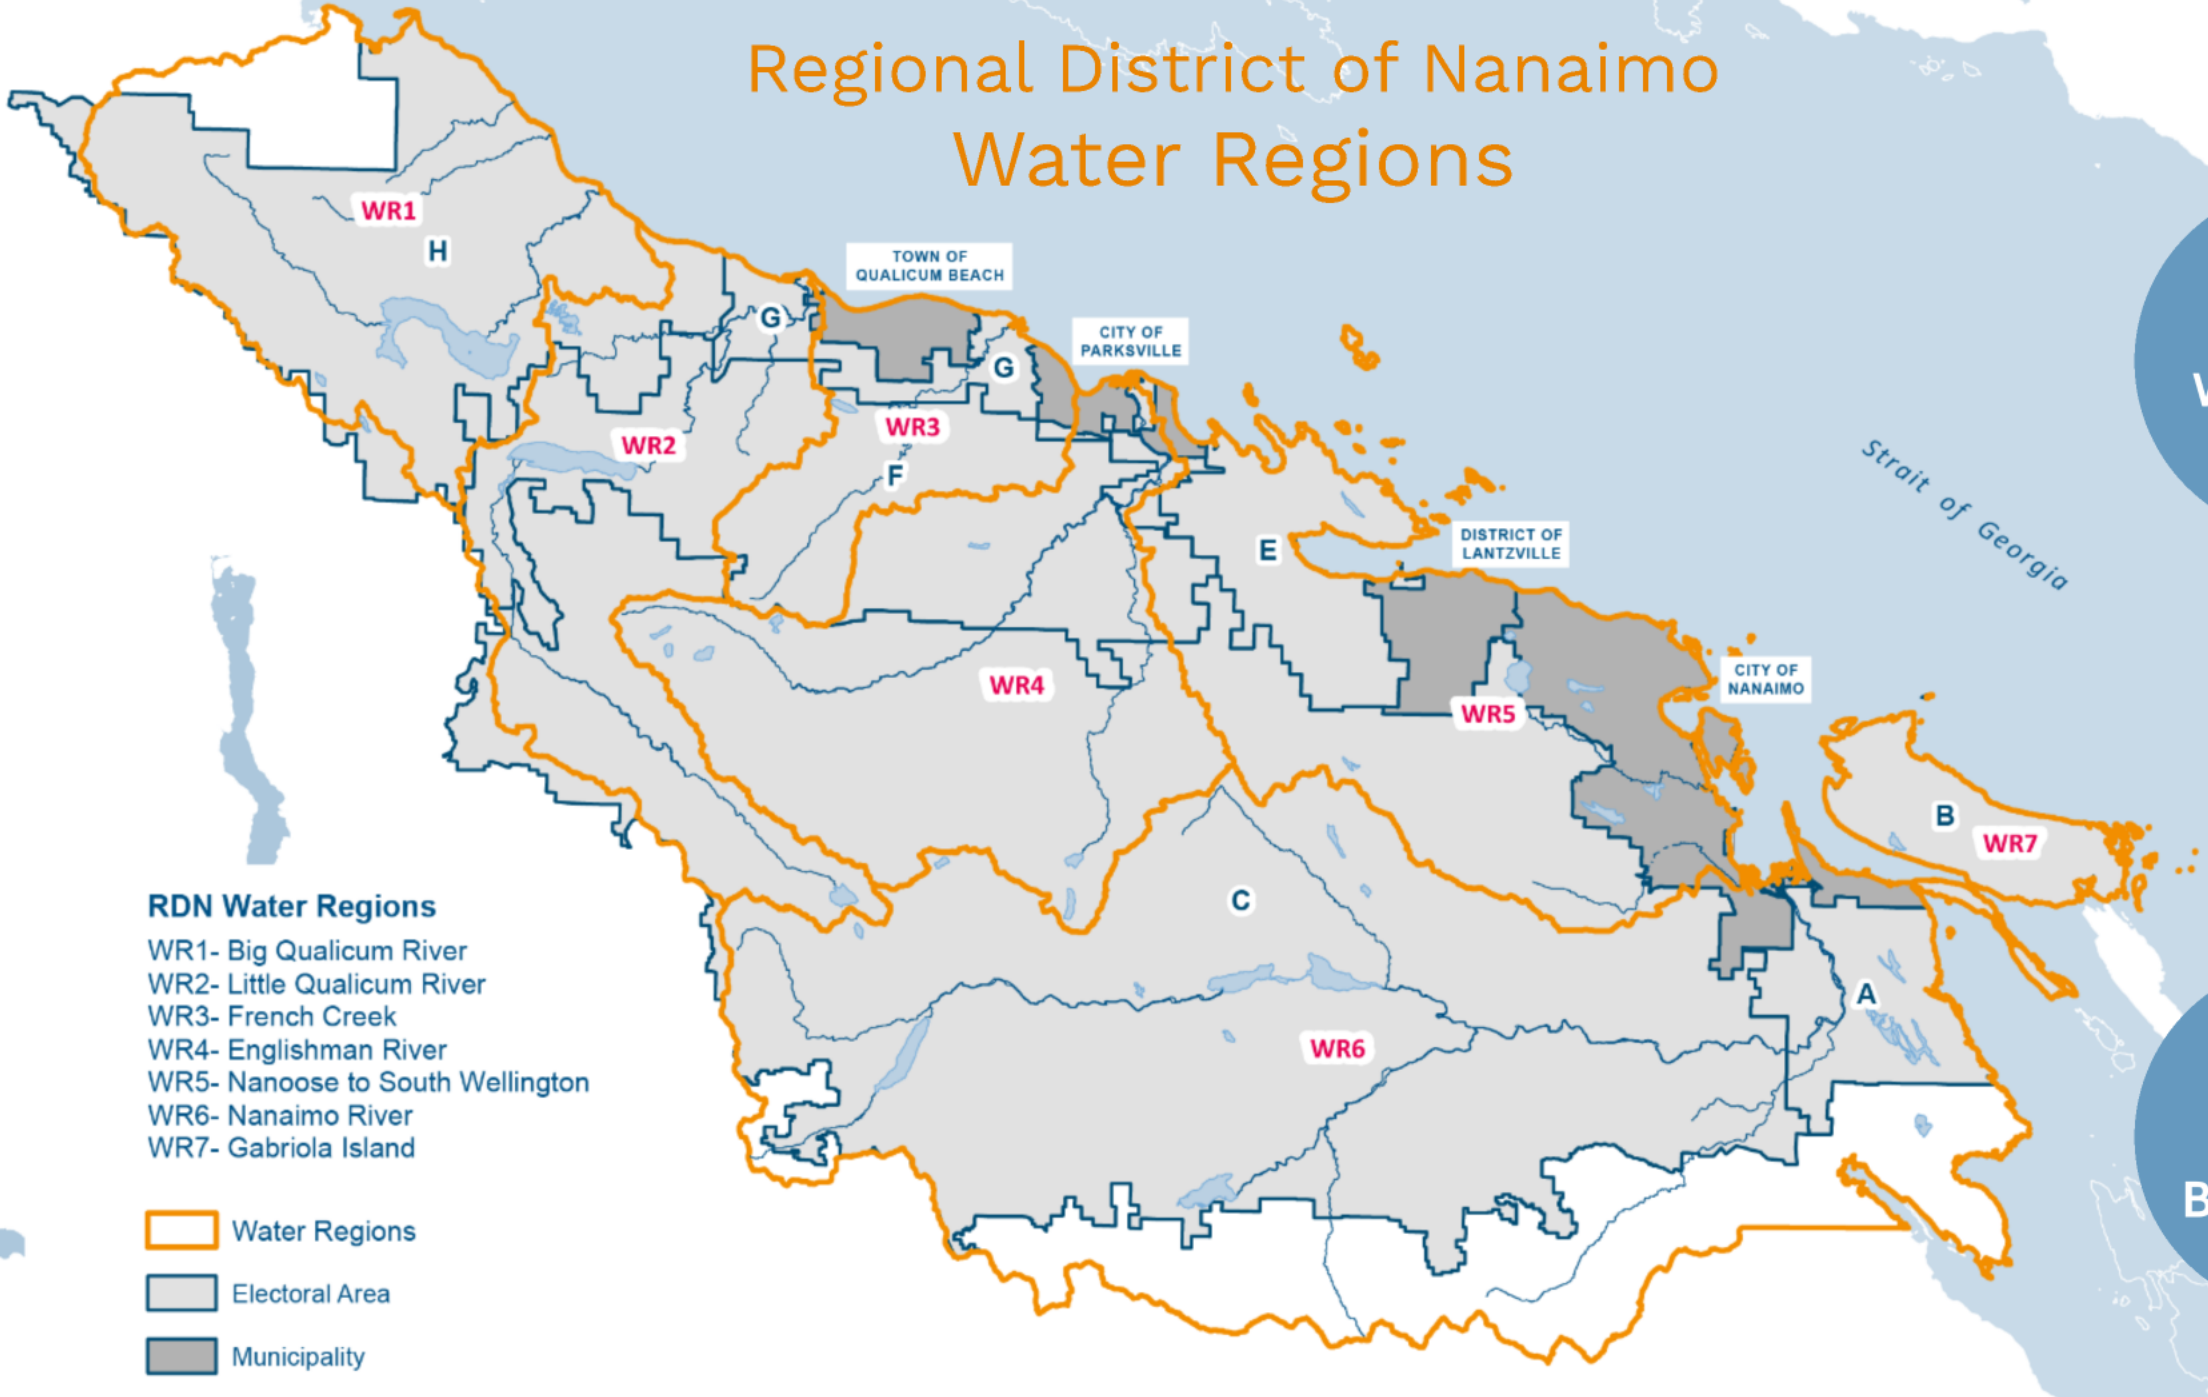 Regional District of Nanaimo
Water Regions
WR1
H
TOWN OF
QUALICUM BEACH
G
CITY OF
PARKSVILLE
G
WR3
WR2
F
Strait of Georgia
E
DISTRICT OF
LANTZVILLE
WR4
CITY OF
NANAIMO
WR5
B
WR7
C
A
WR6
RDN Water Regions
WR1- Big Qualicum River
WR2- Little Qualicum River
WR3- French Creek
WR4- Englishman River
WR5- Nanoose to South Wellington
WR6- Nanaimo River
WR7- Gabriola Island
Water Regions
Electoral Area
Municipality